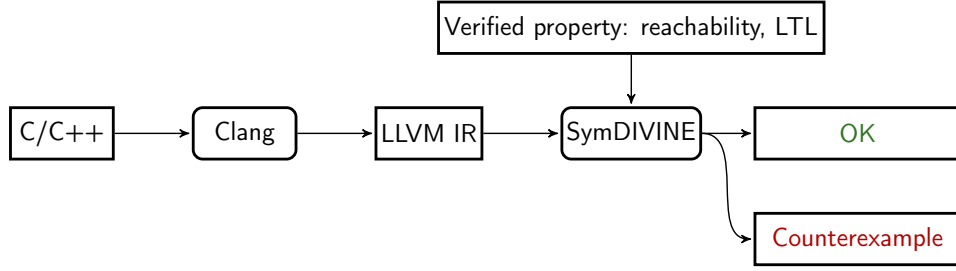 Verified property: reachability, LTL
C/C++
Clang
LLVM IR
SymDIVINE
OK
Counterexample